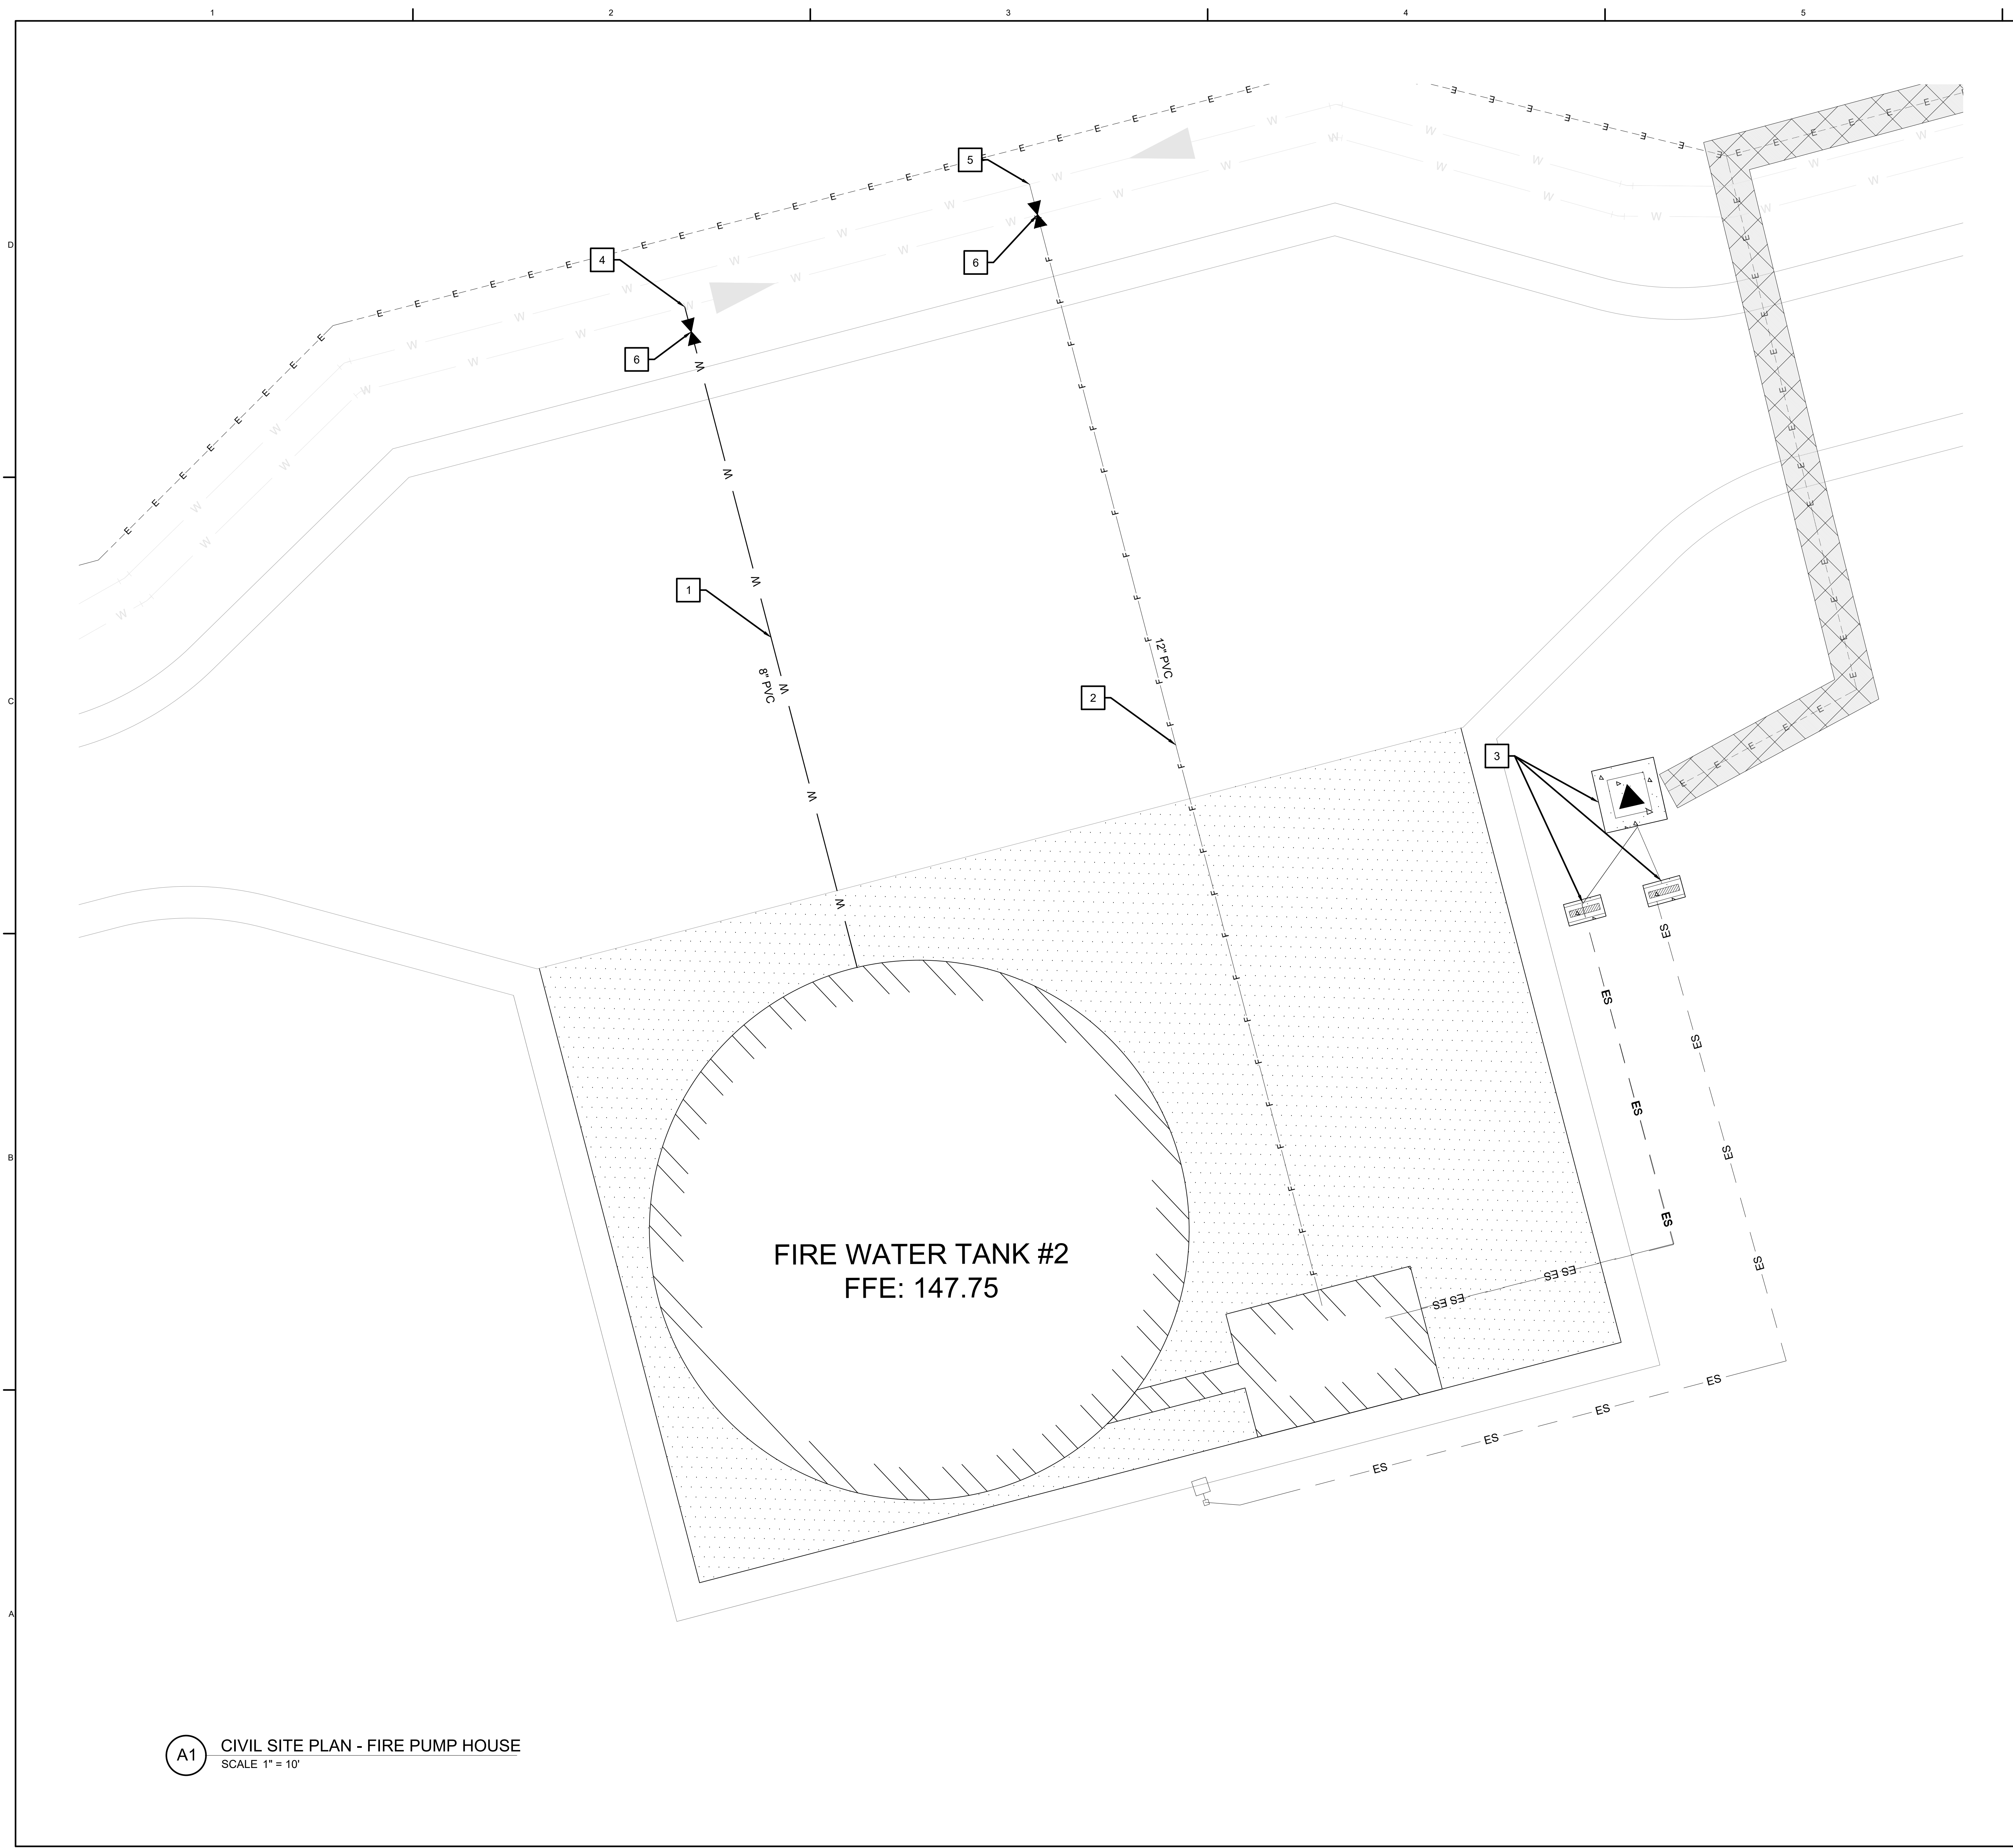 1
2
3
4
5
D
C
B
A
5
4
6
6
1
8" PVC
2
12" PVC
3
E E E E E E E E E E E E E E E E E E E E E E E E
E E E E E E E E
E E E E E E E E E E E E E E E E E E E E E E E
W W W W W W W W W W W W W W W W W W W W W W
W W W W W W
F F F F F F F F F F F F F F F F F F F F F F F F F
ES ES ES ES
ES ES ES
ES ES
ES ES
ES ES ES ES
FIRE WATER TANK #2
FFE: 147.75
A1
CIVIL SITE PLAN - FIRE PUMP HOUSE
SCALE 1" = 10'